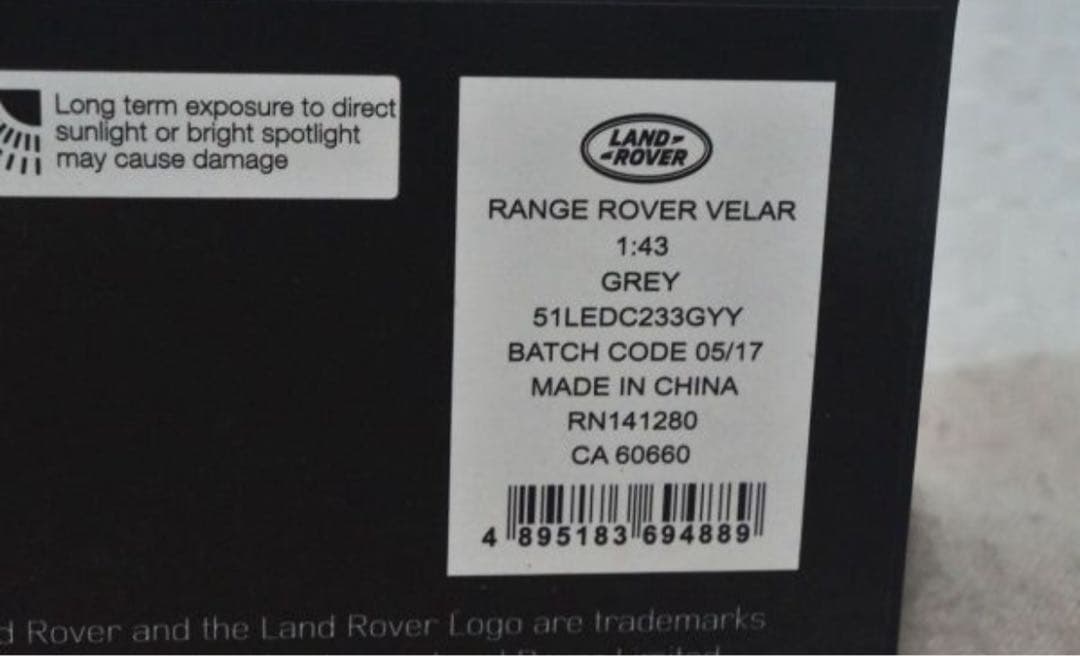 Long term exposure to direct
sunlight or bright spotlight
may cause damage
LAND-
-ROVER
RANGE ROVER VELAR
1:43
GREY
51LEDC233GYY
BATCH CODE 05/17
MADE IN CHINA
RN141280
CA 60660
4 895183 694889
Rover and the Land Rover Logo are trademarks